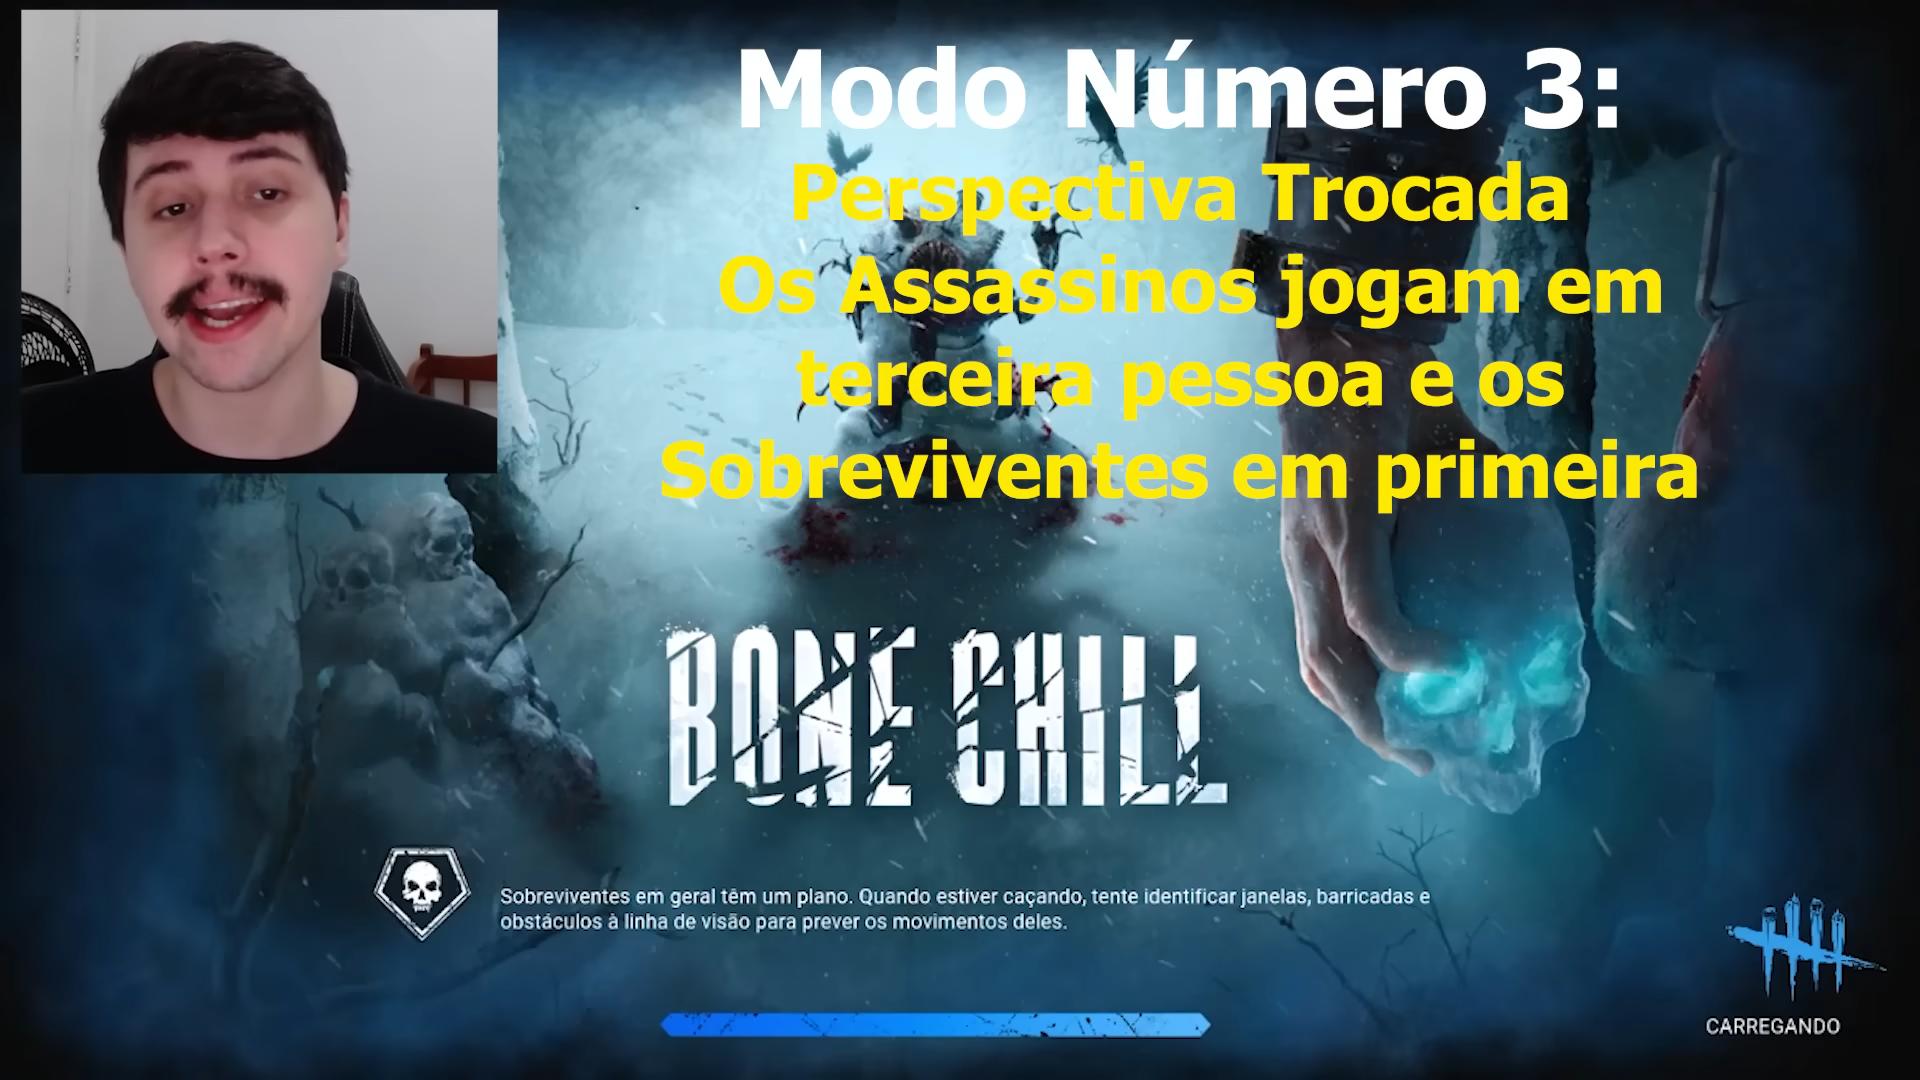 Modo Número 3:
Perspectiva Trocada
Os Assassinos jogam em
terceira pessoa e os
Sobreviventes em primeira
BONE CHILL
Sobreviventes em geral têm um plano. Quando estiver caçando, tente identificar janelas, barricadas e
obstáculos à linha de visão para prever os movimentos deles.
CARREGANDO